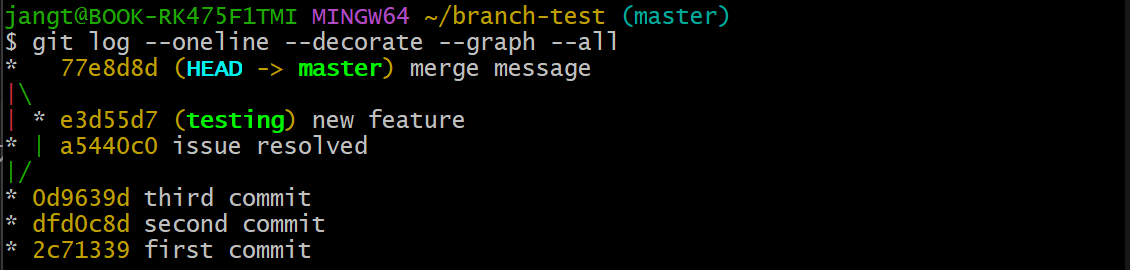 jangt@BOOK-RK475F1TMI MINGW64 ~/branch-test (master)
$ git log --oneline --decorate --graph --all
*   77e8d8d (HEAD -> master) merge message
|\
| * e3d55d7 (testing) new feature
* | a5440c0 issue resolved
|/
* 0d9639d third commit
* dfd0c8d second commit
* 2c71339 first commit